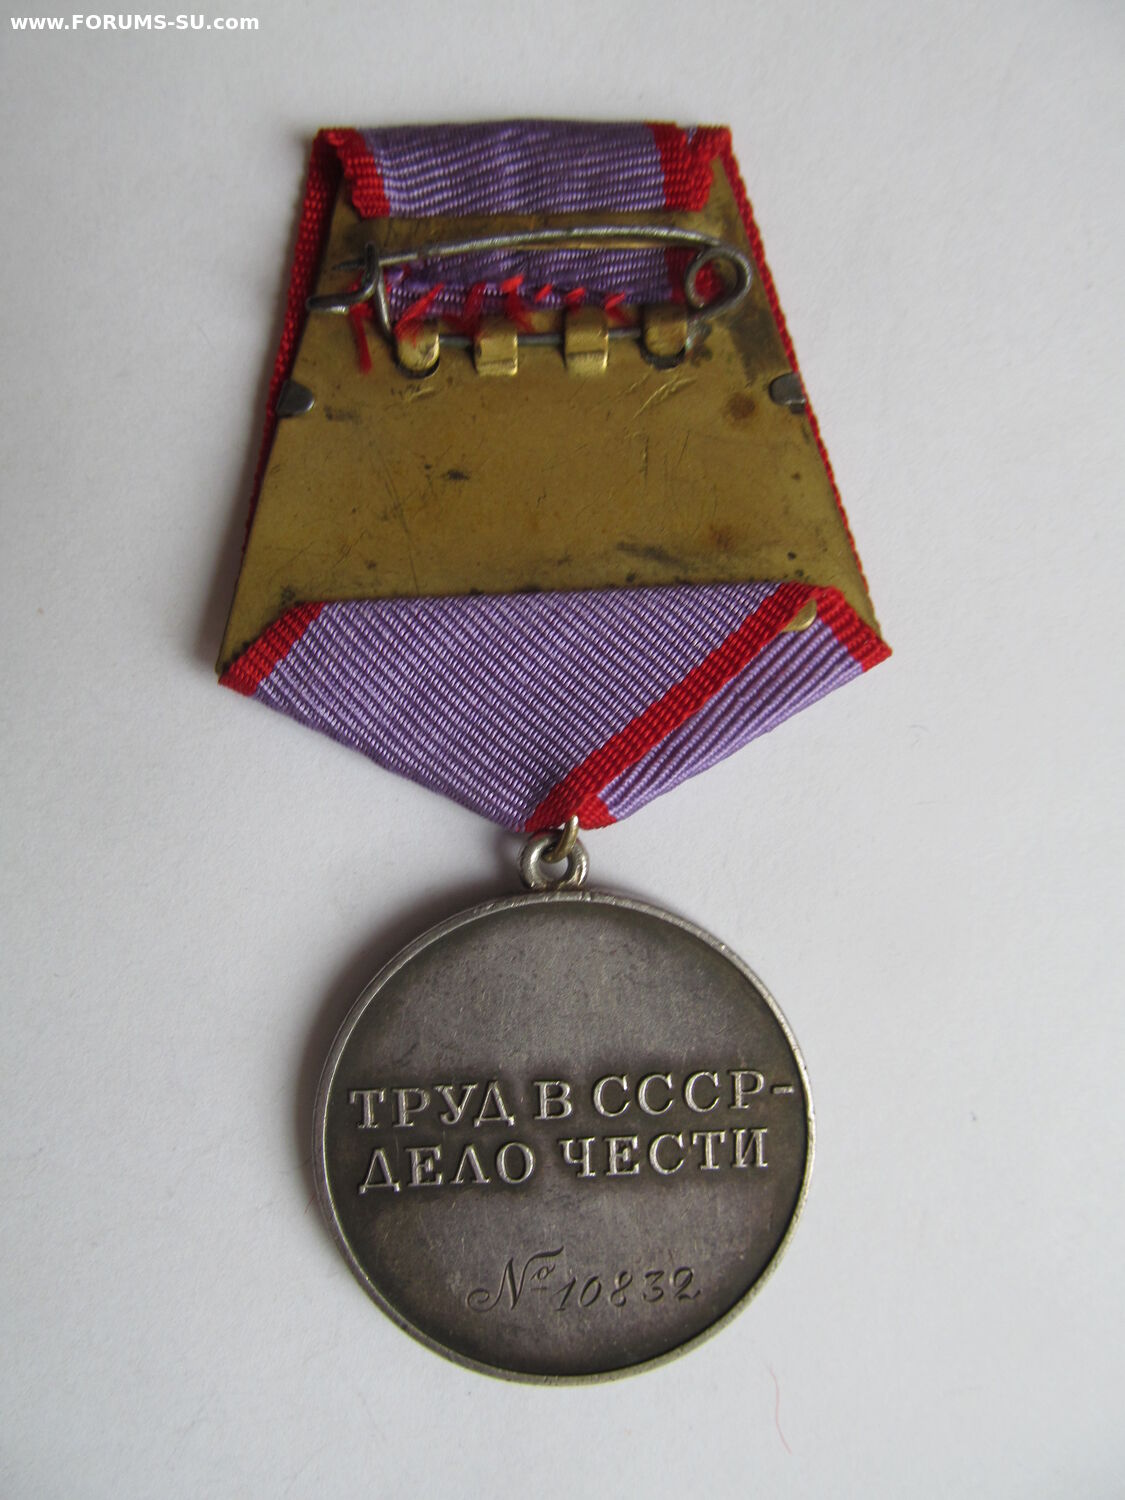 www.FORUMS-SU.com
ТРУД В СССР-
ДЕЛО ЧЕСТИ
№ 10832